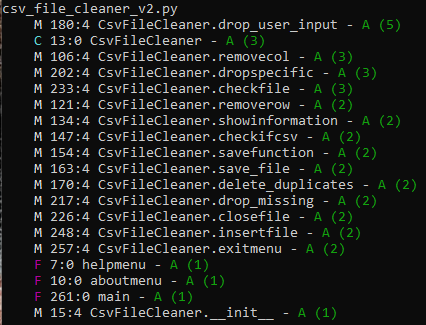 csv_file_cleaner_v2.py
M 180:4 CsvFileCleaner.drop_user_input - A (5)
C 13:0 CsvFileCleaner - A (3)
M 106:4 CsvFileCleaner.removecol - A (3)
M 202:4 CsvFileCleaner.dropspecific - A (3)
M 233:4 CsvFileCleaner.checkfile - A (3)
M 121:4 CsvFileCleaner.removerow - A (2)
M 134:4 CsvFileCleaner.showinformation - A (2)
M 147:4 CsvFileCleaner.checkifcsv - A (2)
M 154:4 CsvFileCleaner.savefunction - A (2)
M 163:4 CsvFileCleaner.save_file - A (2)
M 170:4 CsvFileCleaner.delete_duplicates - A (2)
M 217:4 CsvFileCleaner.drop_missing - A (2)
M 226:4 CsvFileCleaner.closefile - A (2)
M 248:4 CsvFileCleaner.insertfile - A (2)
M 257:4 CsvFileCleaner.exitmenu - A (2)
F 7:0 helpmenu - A (1)
F 10:0 aboutmenu - A (1)
F 261:0 main - A (1)
M 15:4 CsvFileCleaner.__init__ - A (1)